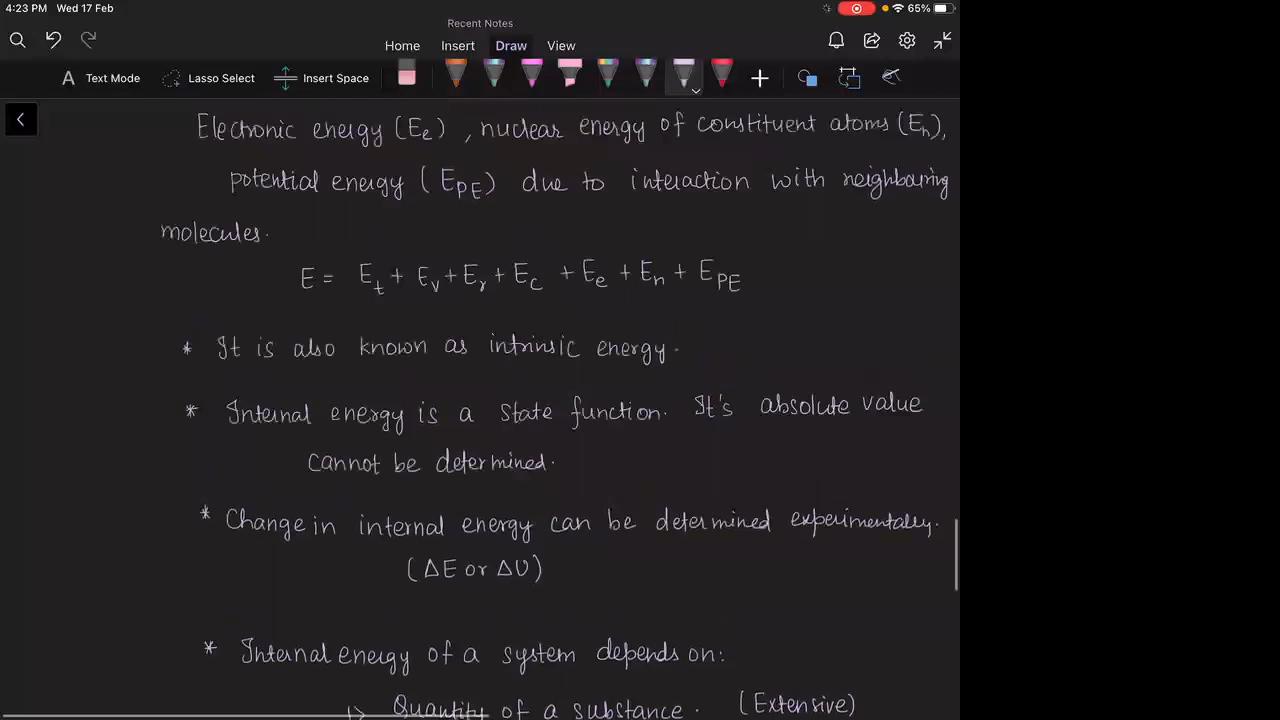 4:23 PM Wed 17 Feb
65%
Recent Notes
Home Insert Draw View
Text Mode Lasso Select Insert Space
Electronic energy (Ee) , nuclear energy of constituent atoms (En),
potential energy ( EPE) due to interaction with neighbouring
molecules.
E = Et + Ev + Er + Ec + Ee + En + EPE
* It is also known as intrinsic energy.
* Internal energy is a state function. It's absolute value
cannot be determined.
* Change in internal energy can be determined experimentally.
(ΔE or ΔU)
* Internal energy of a system depends on:
1> Quantity of a substance. (Extensive)